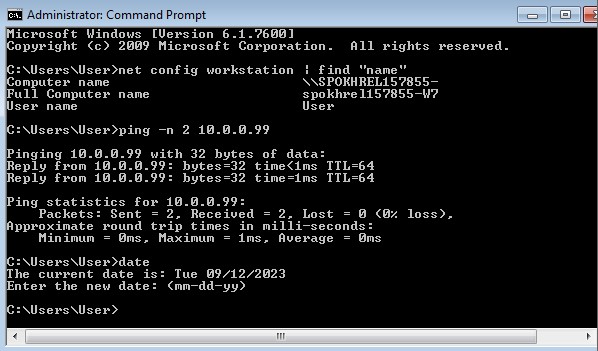 Administrator: Command Prompt
Microsoft Windows [Version 6.1.7600]
Copyright (c) 2009 Microsoft Corporation.  All rights reserved.
C:\Users\User>net config workstation | find "name"
Computer name                        \\SPOKHREL157855-
Full Computer name                   spokhrel157855-W7
User name                            User
C:\Users\User>ping -n 2 10.0.0.99
Pinging 10.0.0.99 with 32 bytes of data:
Reply from 10.0.0.99: bytes=32 time<1ms TTL=64
Reply from 10.0.0.99: bytes=32 time=1ms TTL=64
Ping statistics for 10.0.0.99:
    Packets: Sent = 2, Received = 2, Lost = 0 (0% loss),
Approximate round trip times in milli-seconds:
    Minimum = 0ms, Maximum = 1ms, Average = 0ms
C:\Users\User>date
The current date is: Tue 09/12/2023
Enter the new date: (mm-dd-yy)
C:\Users\User>